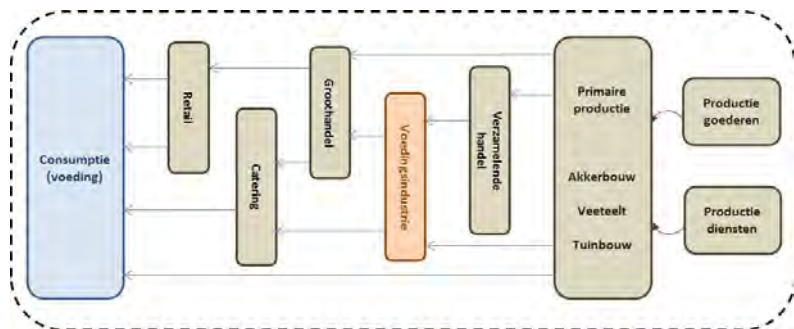 Consumptie
(voeding)
Retail
Catering
Groothandel
Voedingsindustrie
Verzamelende
handel
Primaire
productie
Akkerbouw
Veeteelt
Tuinbouw
Productie
goederen
Productie
diensten